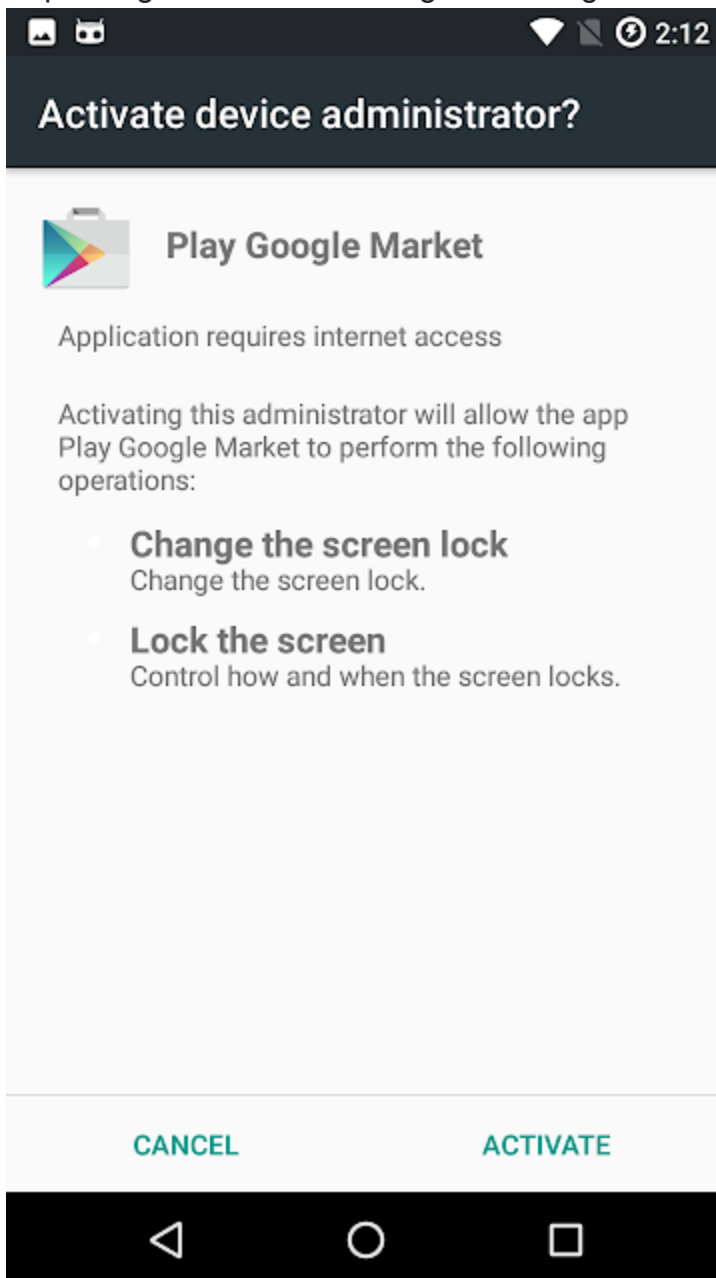 2:12
Activate device administrator?
Play Google Market
Application requires internet access
Activating this administrator will allow the app
Play Google Market to perform the following
operations:
Change the screen lock
Change the screen lock.
Lock the screen
Control how and when the screen locks.
CANCEL ACTIVATE